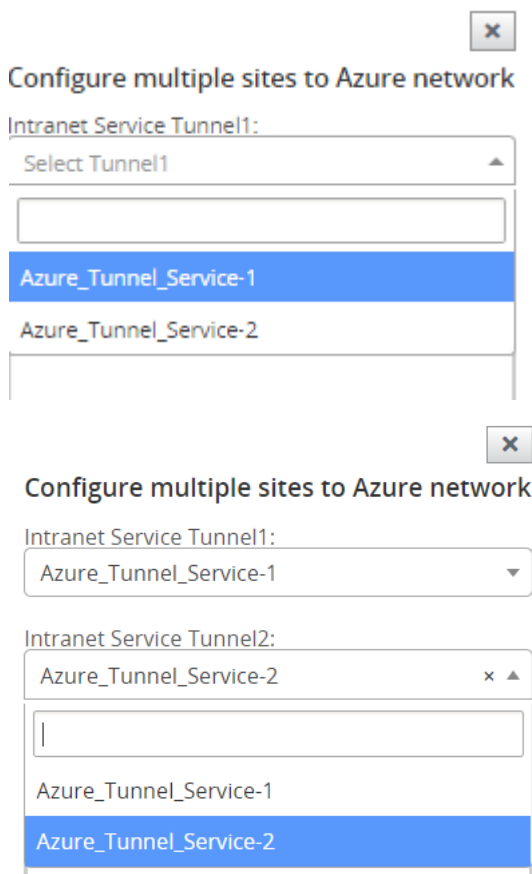 ×
Configure multiple sites to Azure network
Intranet Service Tunnel1:
Select Tunnel1
Azure_Tunnel_Service-1
Azure_Tunnel_Service-2
×
Configure multiple sites to Azure network
Intranet Service Tunnel1:
Azure_Tunnel_Service-1
Intranet Service Tunnel2:
Azure_Tunnel_Service-2 ×
Azure_Tunnel_Service-1
Azure_Tunnel_Service-2